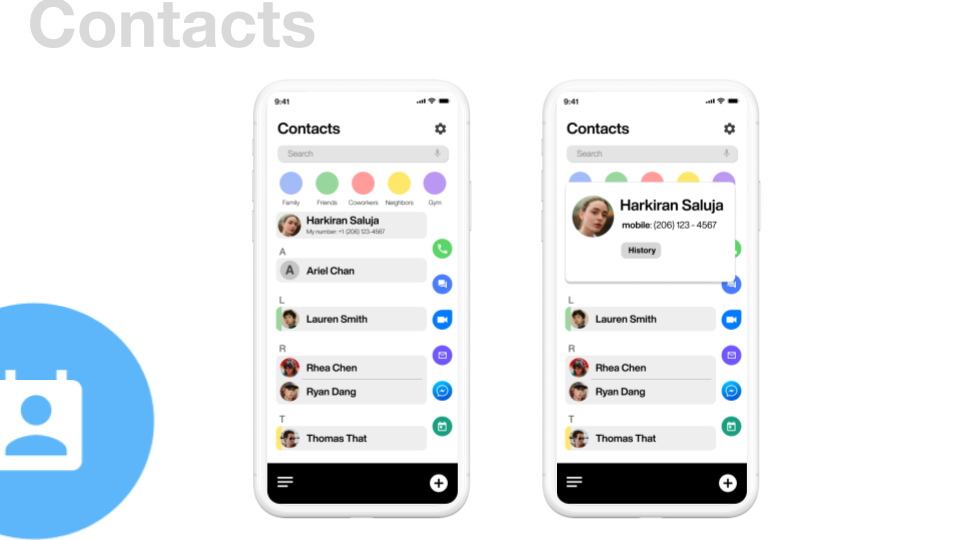 Contacts
9:41
Contacts
Search
Family Friends Coworkers Neighbors Gym
Harkiran Saluja
My number: +1 (206) 123-4567
A
A Ariel Chan
L
Lauren Smith
R
Rhea Chen
Ryan Dang
T
Thomas That
9:41
Contacts
Search
Harkiran Saluja
mobile: (206) 123 - 4567
History
L
Lauren Smith
R
Rhea Chen
Ryan Dang
T
Thomas That